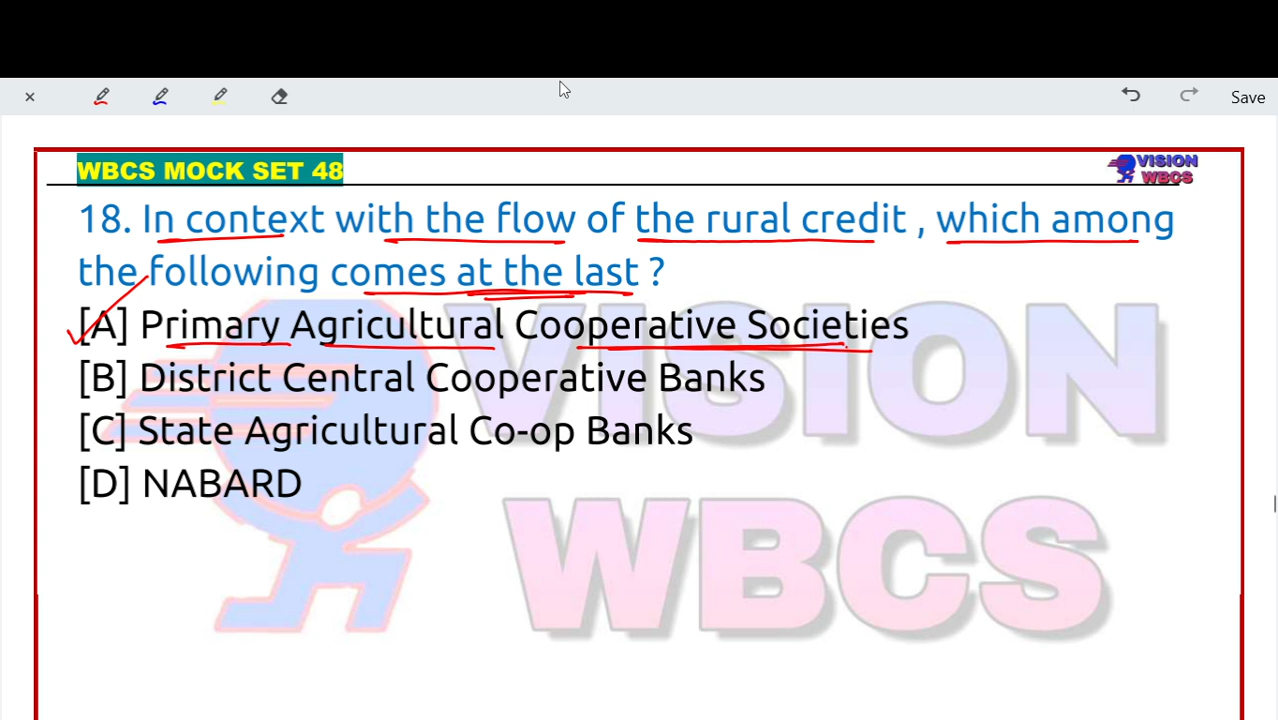 Save
WBCS MOCK SET 48
VISION
WBCS
18. In context with the flow of the rural credit , which among
the following comes at the last ?
[A] Primary Agricultural Cooperative Societies
[B] District Central Cooperative Banks
[C] State Agricultural Co-op Banks
[D] NABARD
VISION
WBCS